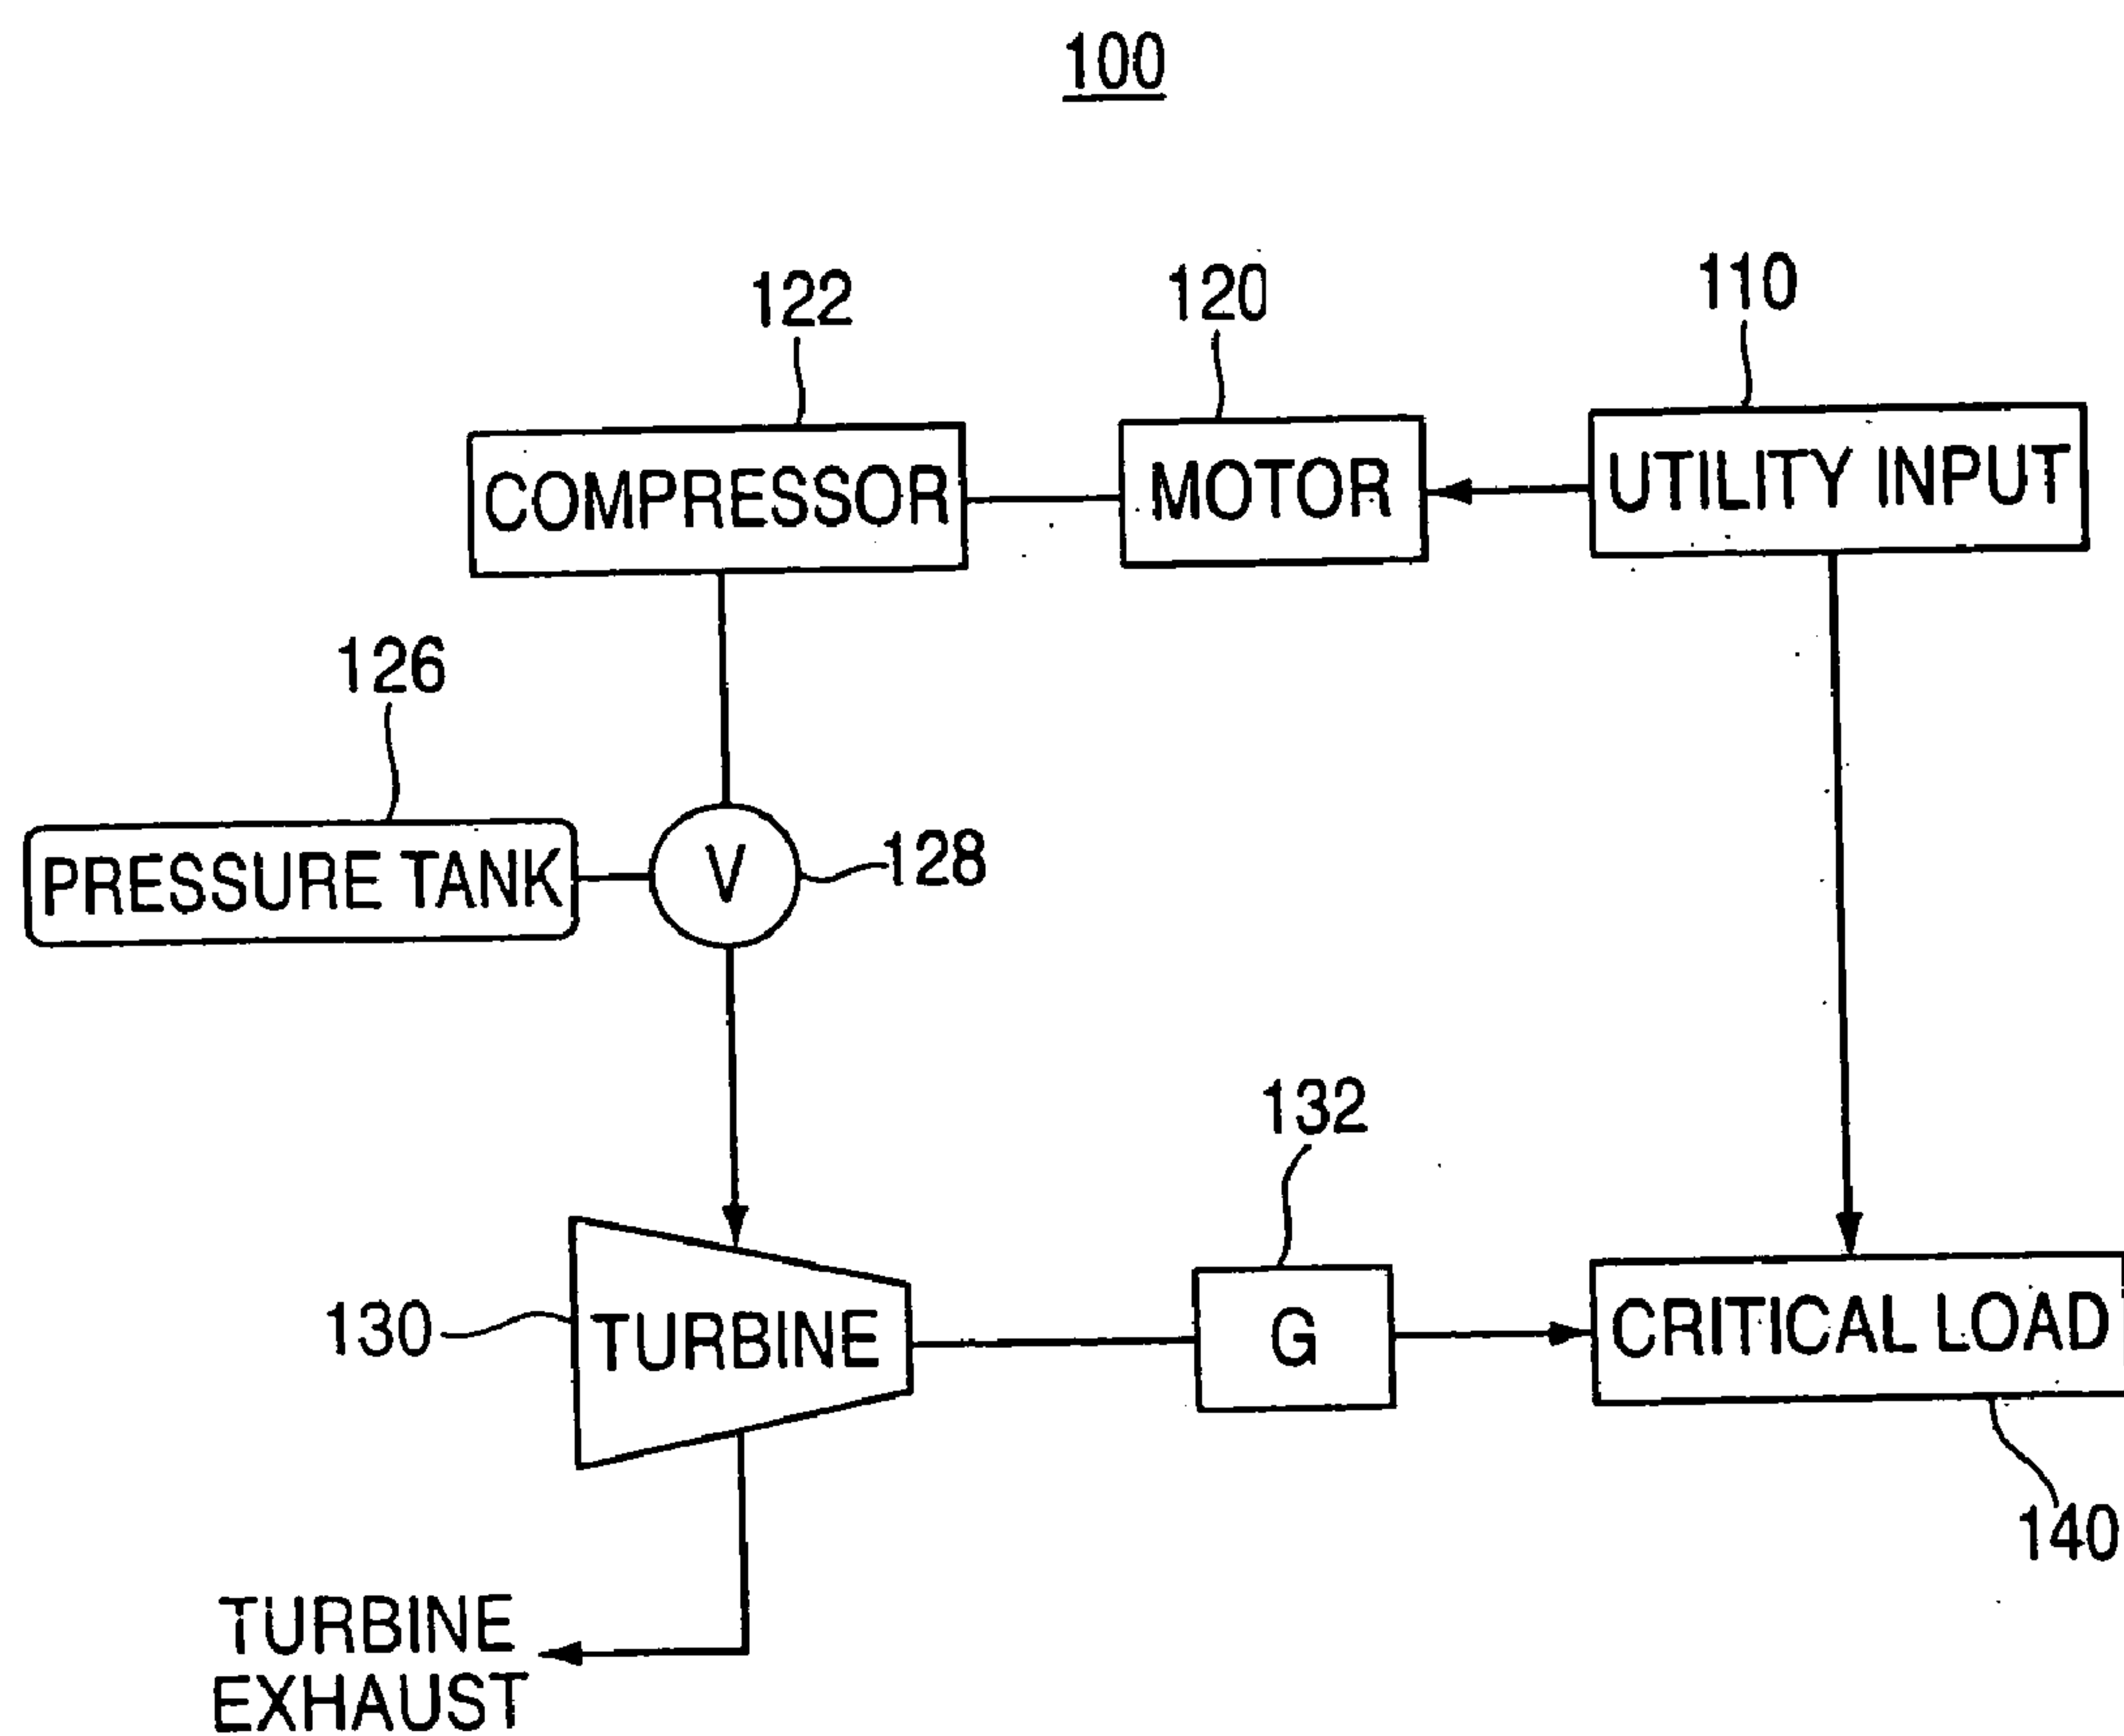 100
122
120
110
COMPRESSOR
MOTOR
UTILITY INPUT
126
PRESSURE TANK
V
128
132
130
TURBINE
G
CRITICAL LOAD
140
TURBINE
EXHAUST